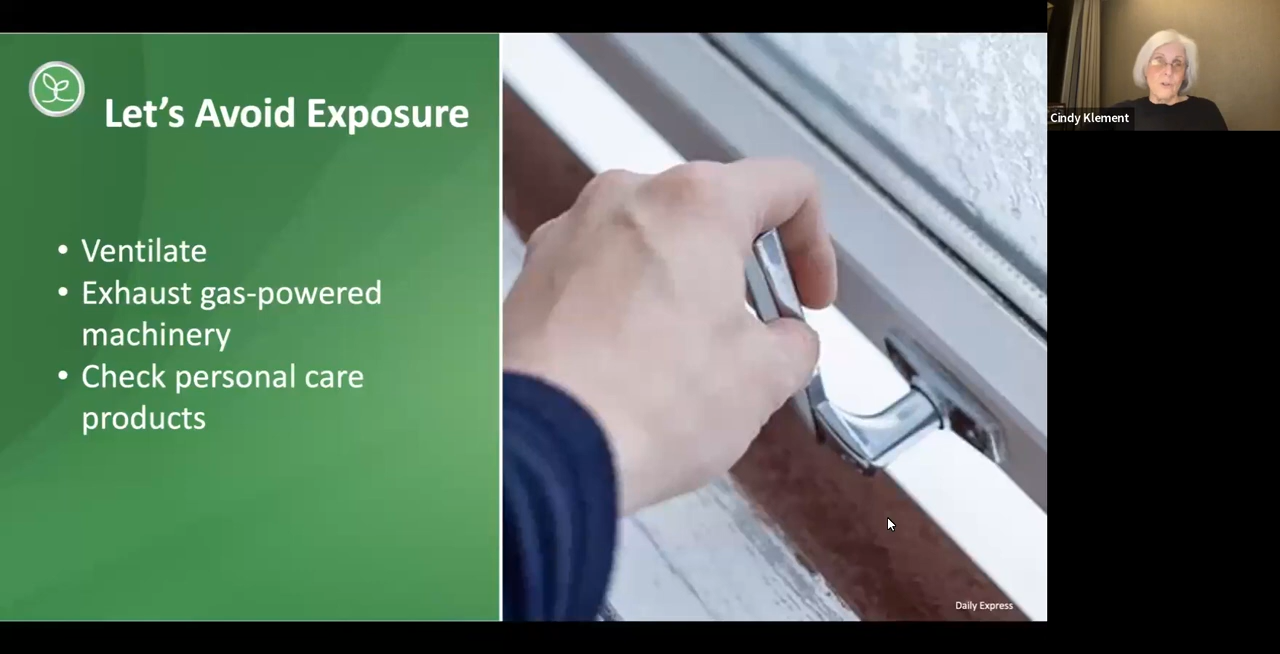 Let’s Avoid Exposure
• Ventilate
• Exhaust gas-powered
machinery
• Check personal care
products
Daily Express
Cindy Klement